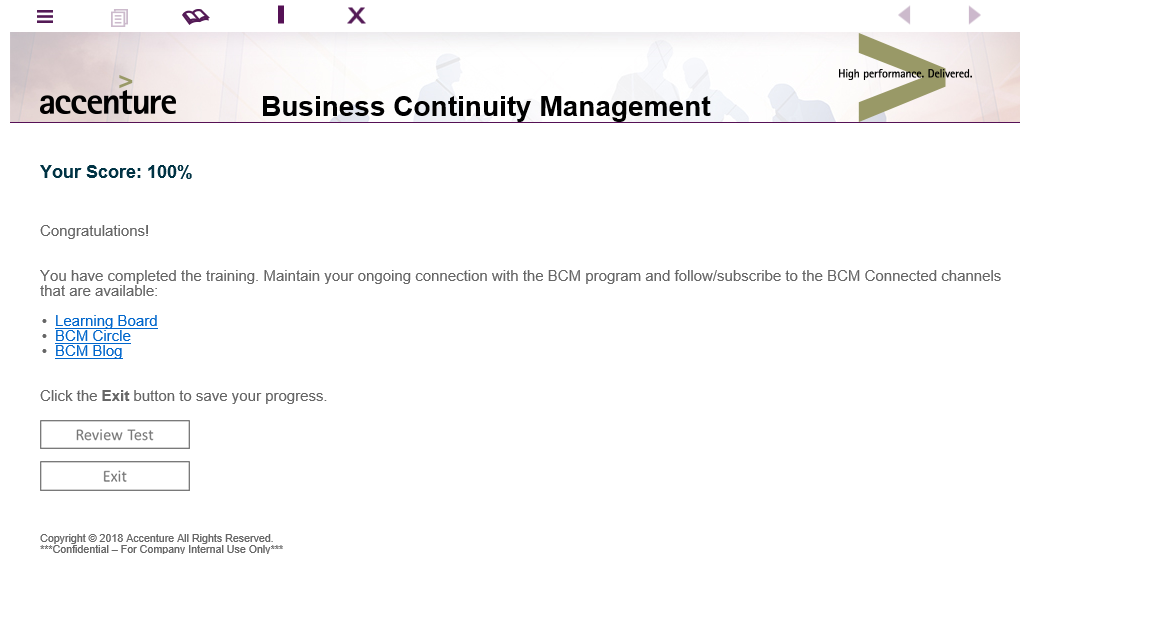 High performance. Delivered.
accenture
Business Continuity Management
Your Score: 100%
Congratulations!
You have completed the training. Maintain your ongoing connection with the BCM program and follow/subscribe to the BCM Connected channels
that are available:
• Learning Board
• BCM Circle
• BCM Blog
Click the Exit button to save your progress.
Review Test
Exit
Copyright © 2018 Accenture All Rights Reserved.
***Confidential – For Company Internal Use Only***